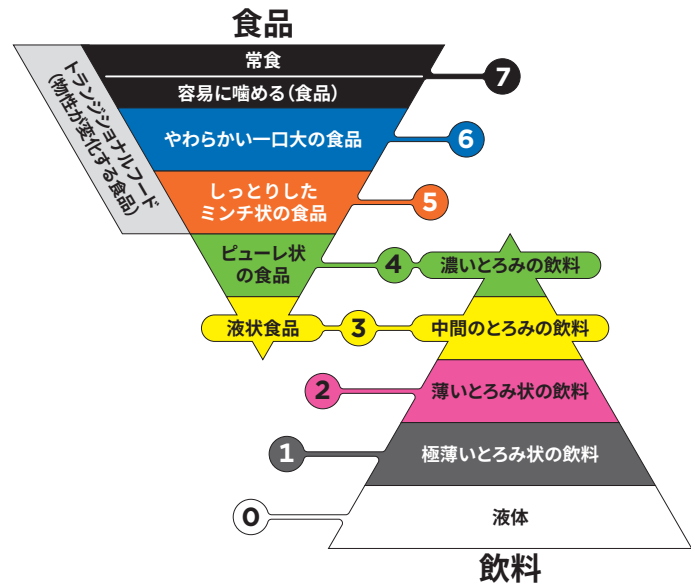 食品
常食
7
容易に噛める(食品)
トランジショナルフード
(物性が変化する食品)
やわらかい一口大の食品
6
しっとりした
ミンチ状の食品
5
ピューレ状
の食品
4
濃いとろみの飲料
液状食品
3
中間のとろみの飲料
2
薄いとろみ状の飲料
1
極薄いとろみ状の飲料
0
液体
飲料